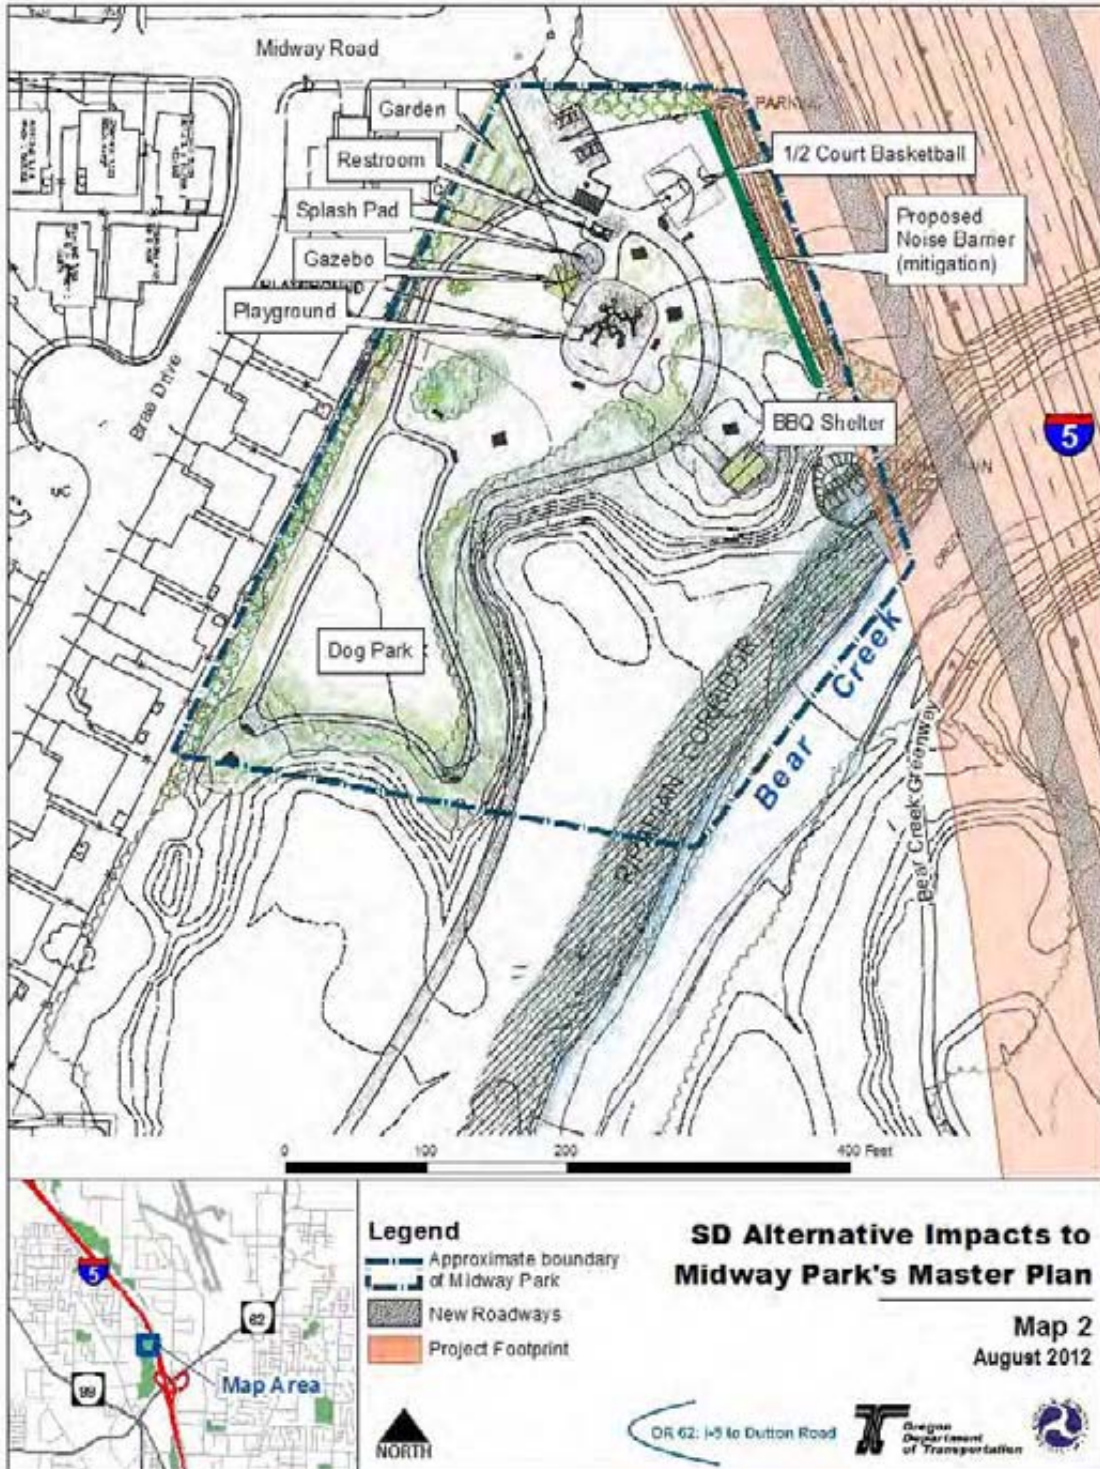 Midway Road
Garden
Restroom
Splash Pad
Gazebo
Playground
1/2 Court Basketball
Proposed
Noise Barrier
(mitigation)
BBQ Shelter
5
Brae Drive
Dog Park
RIPARIAN CORRIDOR
Bear Creek
Bear Creek Greenway
0 100 200 400 Feet
5
62
99
Map Area
Legend
Approximate boundary
of Midway Park
New Roadways
Project Footprint
NORTH
SD Alternative Impacts to
Midway Park's Master Plan
Map 2
August 2012
OR 62: I-5 to Dutton Road
Oregon
Department
of Transportation